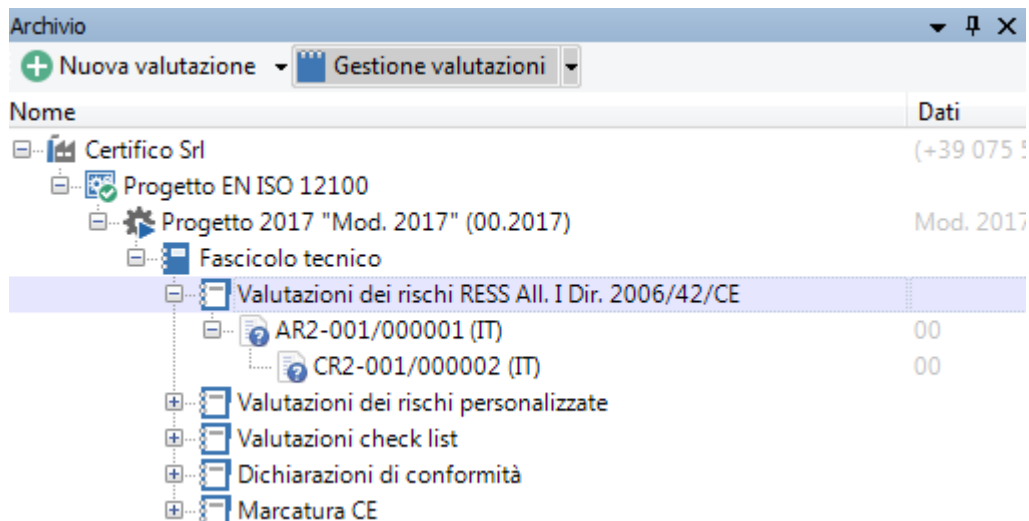 Archivio
Nuova valutazione Gestione valutazioni
Nome Dati
Certifico Srl (+39 075 5
Progetto EN ISO 12100
Progetto 2017 "Mod. 2017" (00.2017) Mod. 2017
Fascicolo tecnico
Valutazioni dei rischi RESS All. I Dir. 2006/42/CE
AR2-001/000001 (IT) 00
CR2-001/000002 (IT) 00
Valutazioni dei rischi personalizzate
Valutazioni check list
Dichiarazioni di conformità
Marcatura CE